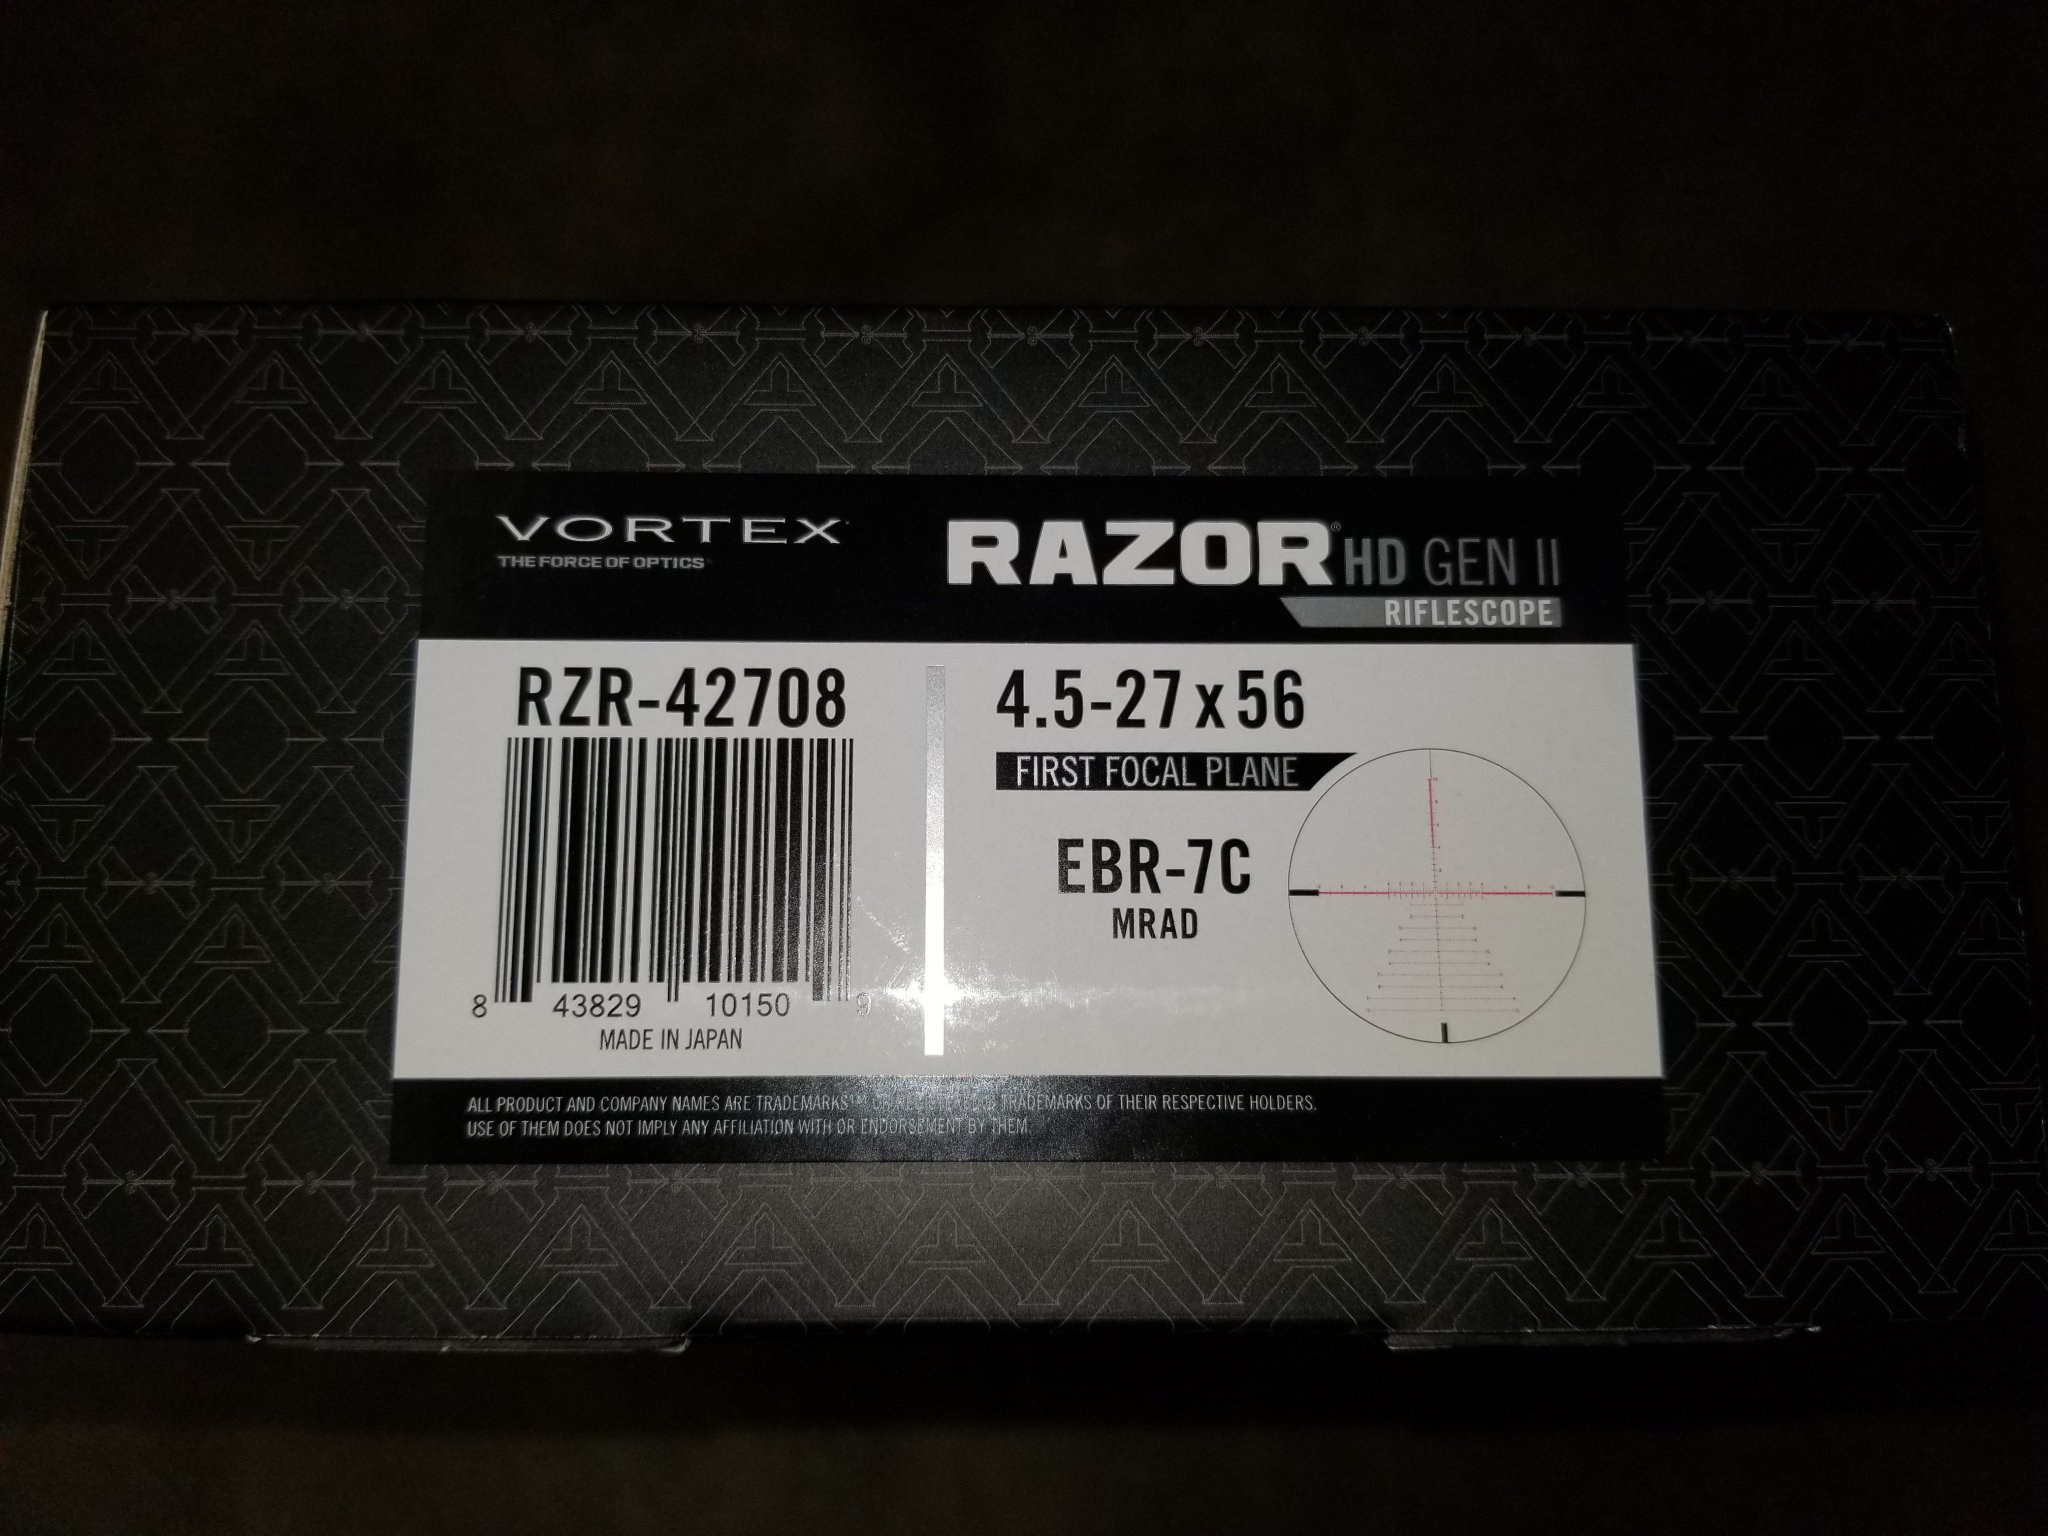 VORTEX
THE FORCE OF OPTICS
RAZOR® HD GEN II
RIFLESCOPE
RZR-42708
8 43829 10150 9
MADE IN JAPAN
4.5-27 x 56
FIRST FOCAL PLANE
EBR-7C
MRAD
ALL PRODUCT AND COMPANY NAMES ARE TRADEMARKS™ TRADEMARKS OF THEIR RESPECTIVE HOLDERS.
USE OF THEM DOES NOT IMPLY ANY AFFILIATION WITH OR ENDORSEMENT BY THEM.